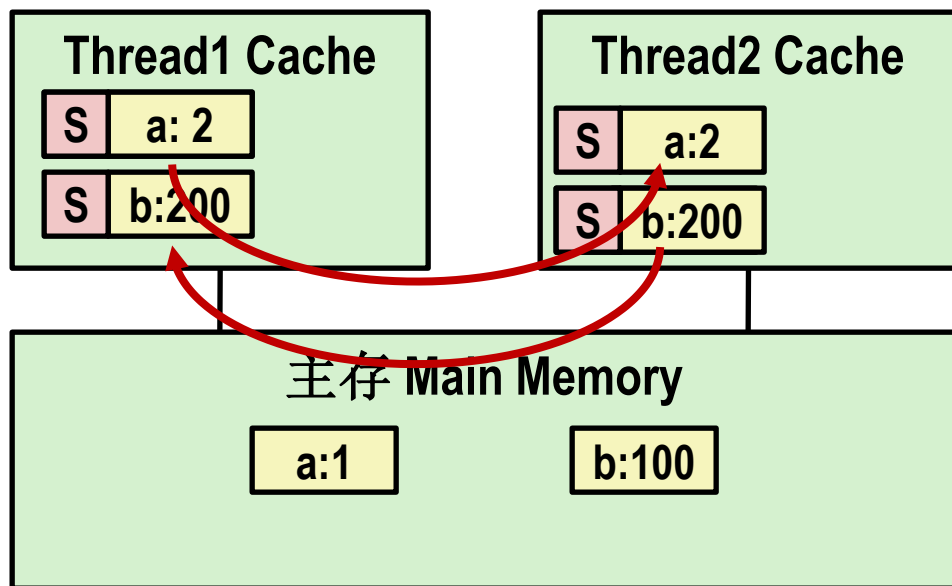 Thread1 Cache
S a: 2
S b:200
Thread2 Cache
S a:2
S b:200
主存 Main Memory
a:1
b:100